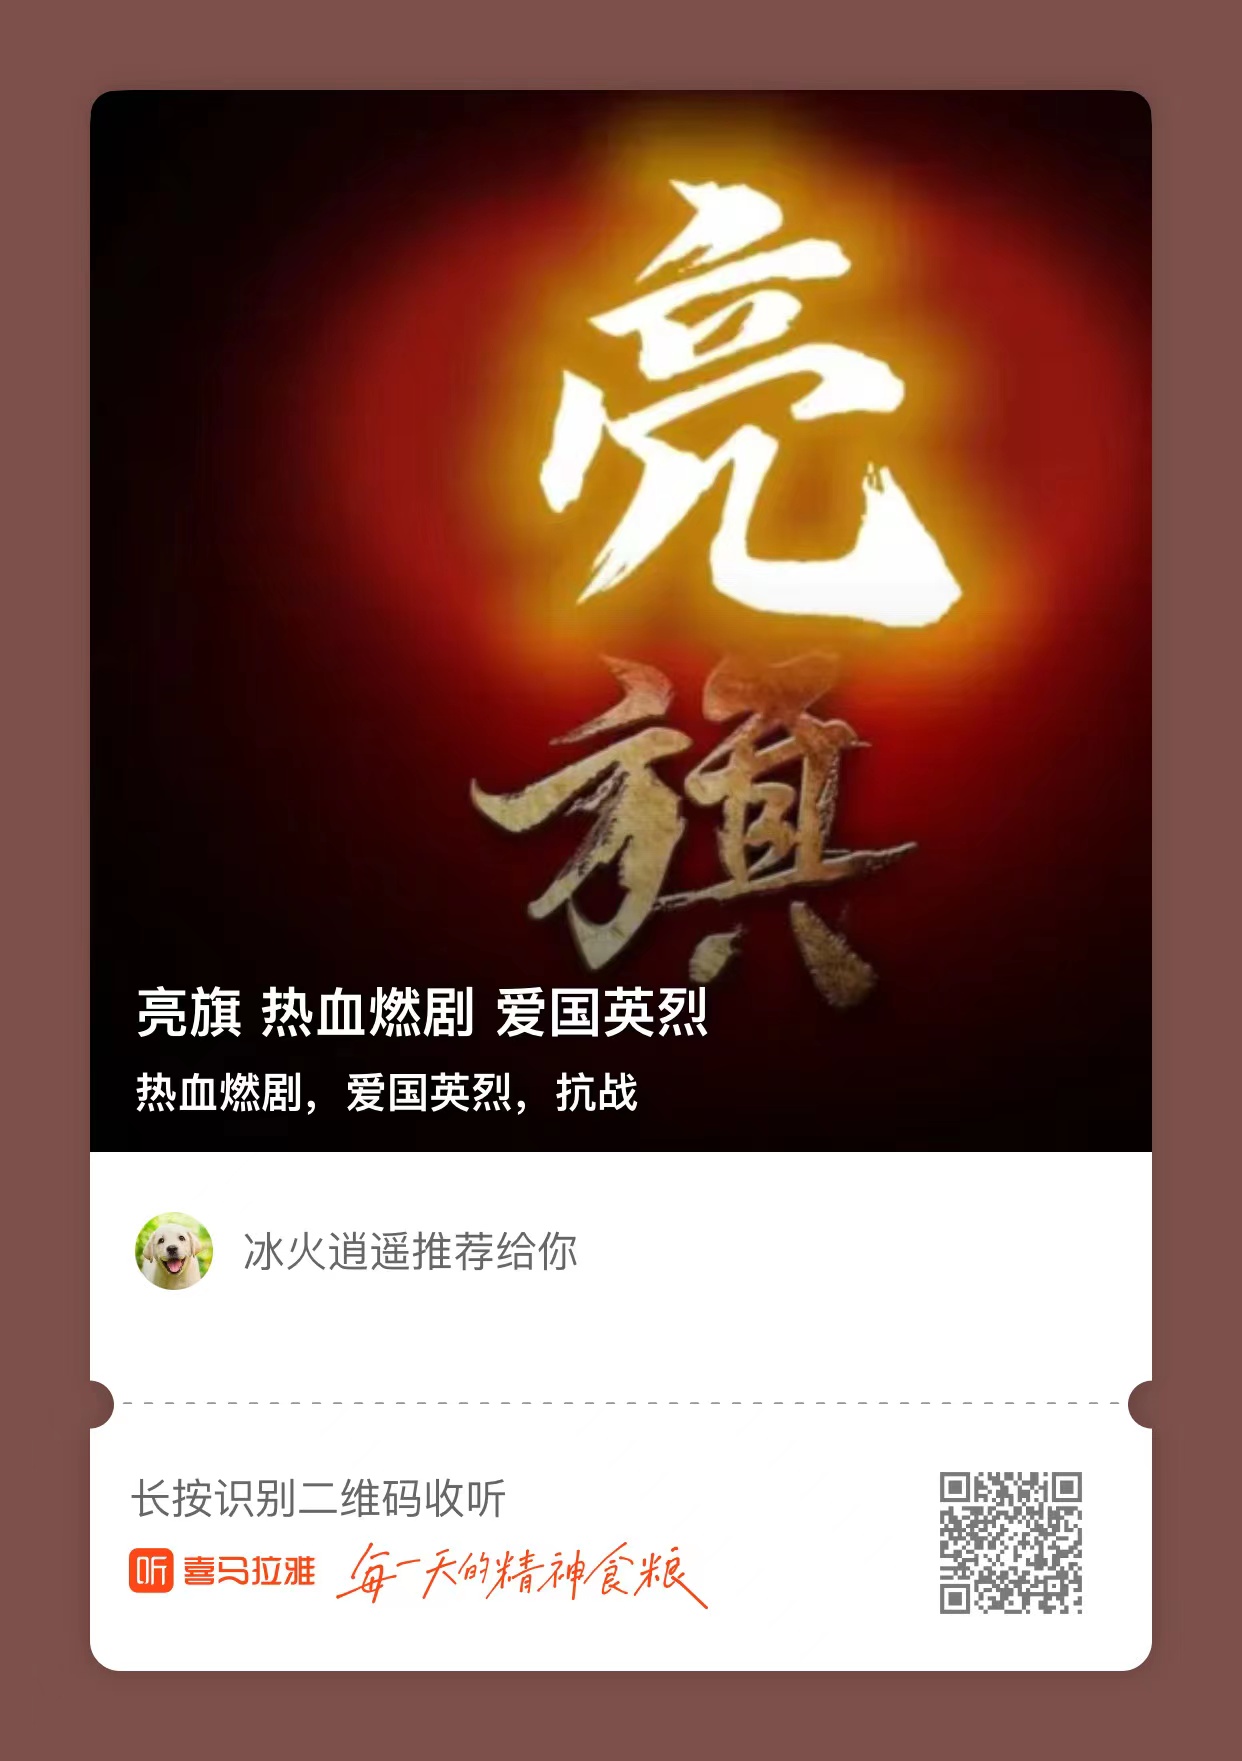 亮
旗
亮旗 热血燃剧 爱国英烈
热血燃剧，爱国英烈，抗战
冰火逍遥推荐给你
长按识别二维码收听
听 喜马拉雅 每一天的精神食粮